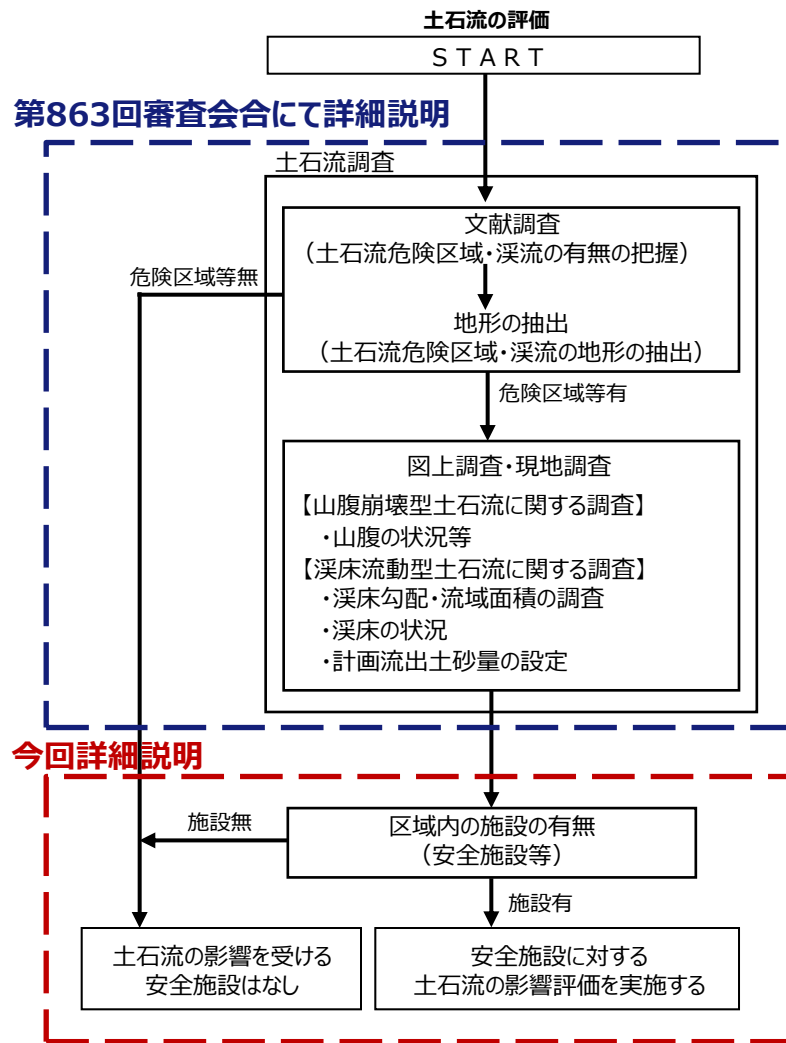 土石流の評価
ＳＴＡＲＴ
第863回審査会合にて詳細説明
土石流調査
文献調査
（土石流危険区域・渓流の有無の把握）
危険区域等無
地形の抽出
（土石流危険区域・渓流の地形の抽出）
危険区域等有
図上調査・現地調査
【山腹崩壊型土石流に関する調査】
・山腹の状況等
【渓床流動型土石流に関する調査】
・渓床勾配・流域面積の調査
・渓床の状況
・計画流出土砂量の設定
今回詳細説明
施設無
区域内の施設の有無
（安全施設等）
施設有
土石流の影響を受ける
安全施設はなし
安全施設に対する
土石流の影響評価を実施する